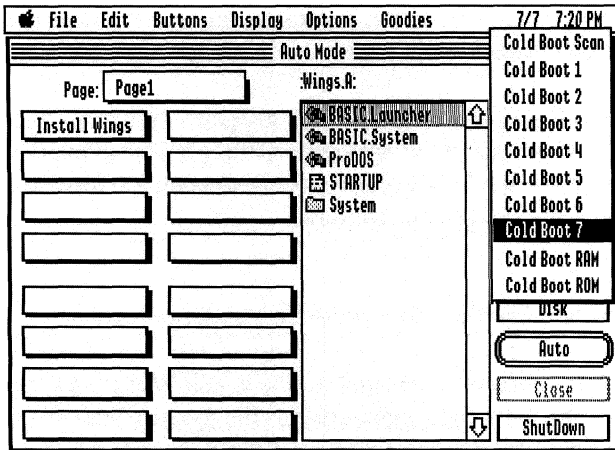 File Edit Buttons Display Options Goodies 7/7 7:20 PM
Auto Mode
Page: Page1
Install Wings
:Wings.A:
BASIC.Launcher
BASIC.System
ProDOS
STARTUP
System
Cold Boot Scan
Cold Boot 1
Cold Boot 2
Cold Boot 3
Cold Boot 4
Cold Boot 5
Cold Boot 6
Cold Boot 7
Cold Boot RAM
Cold Boot ROM
Disk
Auto
Close
ShutDown